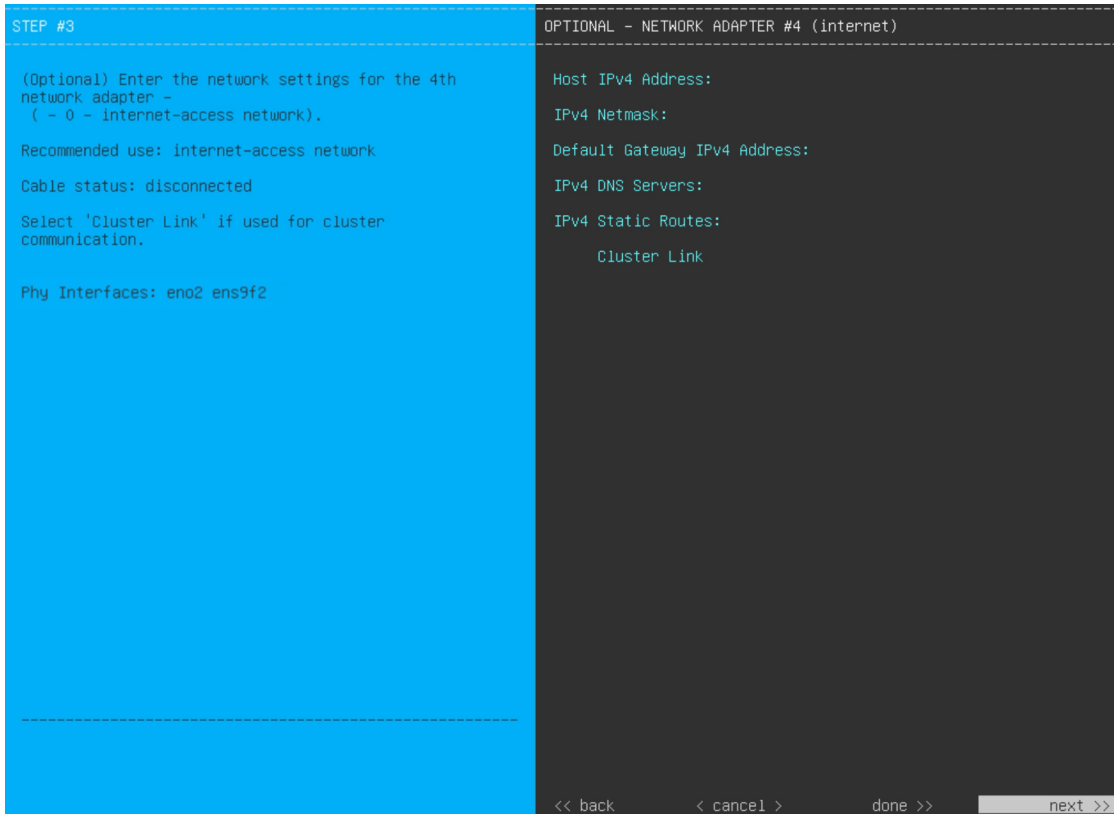 STEP #3
(Optional) Enter the network settings for the 4th
network adapter -
( - 0 - internet-access network).
Recommended use: internet-access network
Cable status: disconnected
Select 'Cluster Link' if used for cluster
communication.
Phy Interfaces: eno2 ens9f2
OPTIONAL - NETWORK ADAPTER #4 (internet)
Host IPv4 Address:
IPv4 Netmask:
Default Gateway IPv4 Address:
IPv4 DNS Servers:
IPv4 Static Routes:
Cluster Link
<< back < cancel > done >> next >>